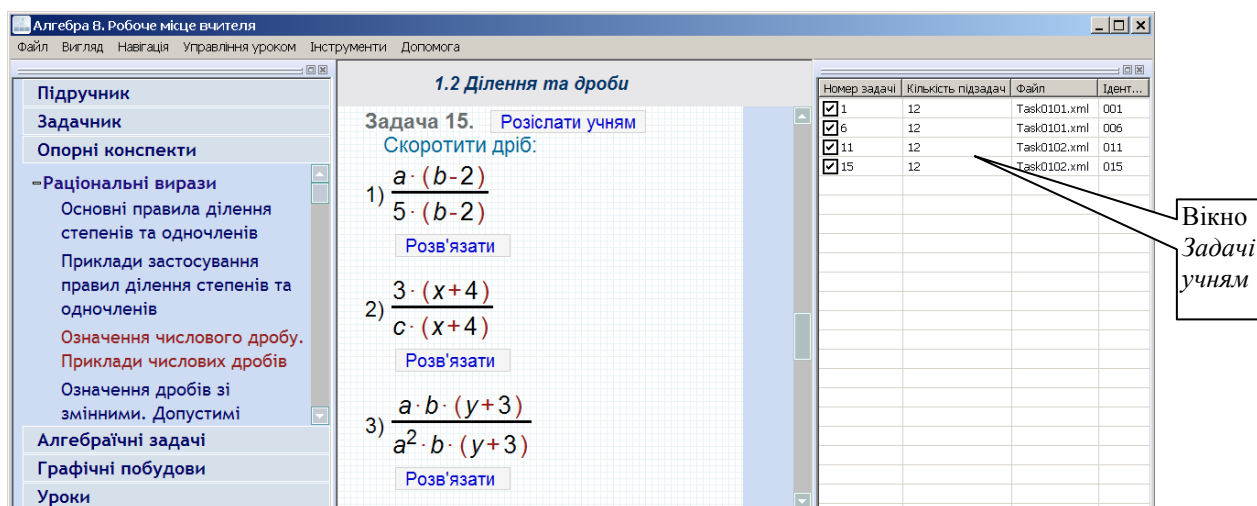 Алгебра 8. Робоче місце вчителя
Файл Вигляд Навігація Управління уроком Інструменти Допомога
Підручник
Задачник
Опорні конспекти
Раціональні вирази
Основні правила ділення
степенів та одночленів
Приклади застосування
правил ділення степенів та
одночленів
Означення числового дробу.
Приклади числових дробів
Означення дробів зі
змінними. Допустимі
Алгебраїчні задачі
Графічні побудови
Уроки
1.2 Ділення та дроби
Задача 15. Розіслати учням
Скоротити дріб:
1) a · (b-2)
5 · (b-2)
Розв'язати
2) 3 · (x+4)
c · (x+4)
Розв'язати
3) a · b · (y+3)
a² · b · (y+3)
Розв'язати
Номер задачі Кількість підзадач Файл Ідент...
1 12 Task0101.xml 001
6 12 Task0101.xml 006
11 12 Task0102.xml 011
15 12 Task0102.xml 015
Вікно
Задачі
учням